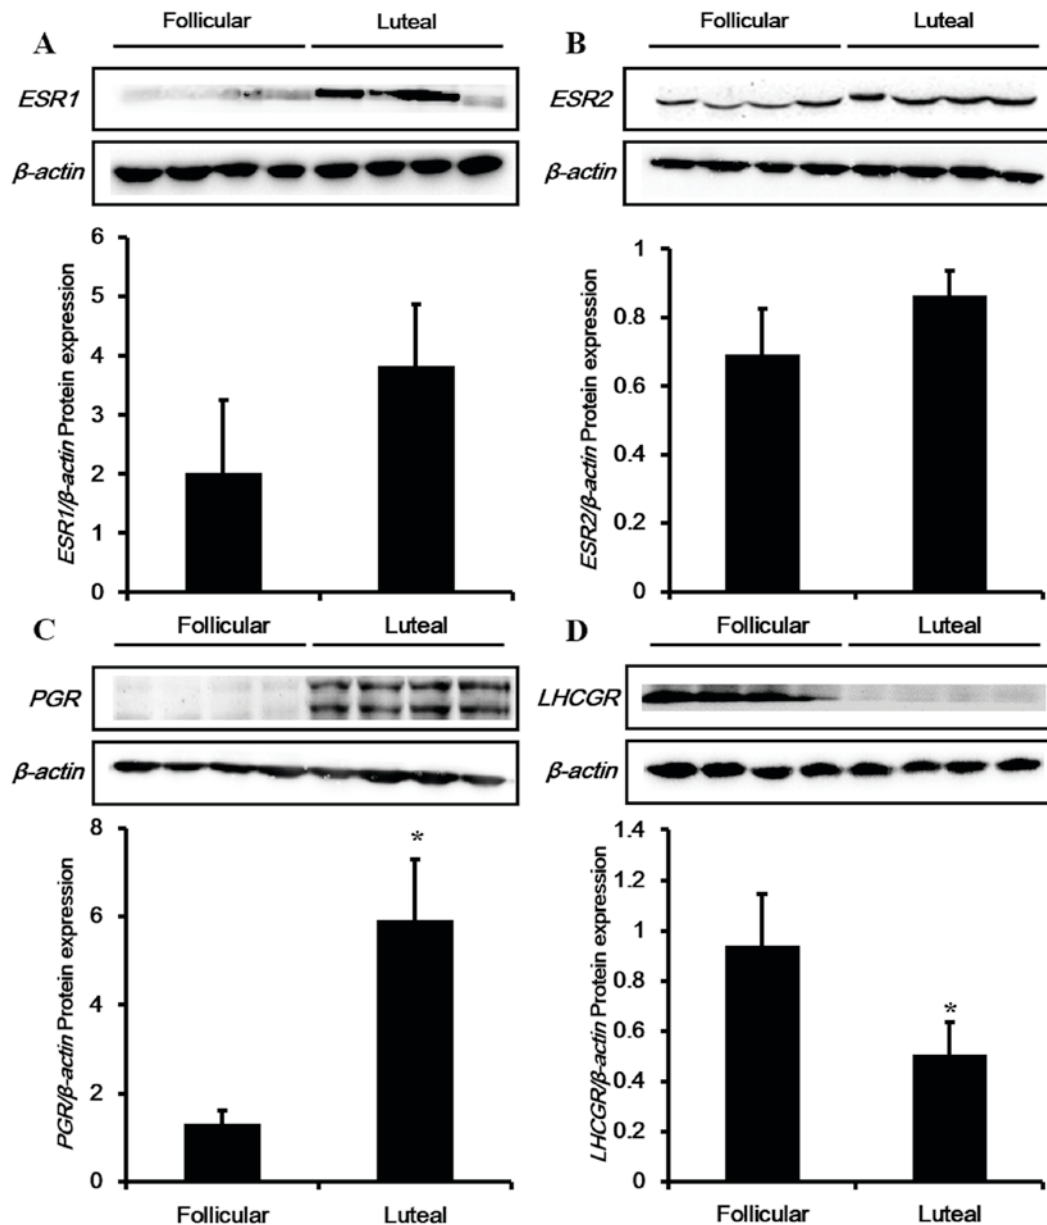 A
Follicular Luteal
ESR1
β-actin
ESR1/β-actin Protein expression
6
5
4
3
2
1
0
B
Follicular Luteal
ESR2
β-actin
ESR2/β-actin Protein expression
1
0.8
0.6
0.4
0.2
0
C
Follicular Luteal
PGR
β-actin
PGR/β-actin Protein expression
8
6
4
2
0
*
Follicular Luteal
D
Follicular Luteal
LHCGR
β-actin
LHCGR/β-actin Protein expression
1.4
1.2
1
0.8
0.6
0.4
0.2
0
*
Follicular Luteal